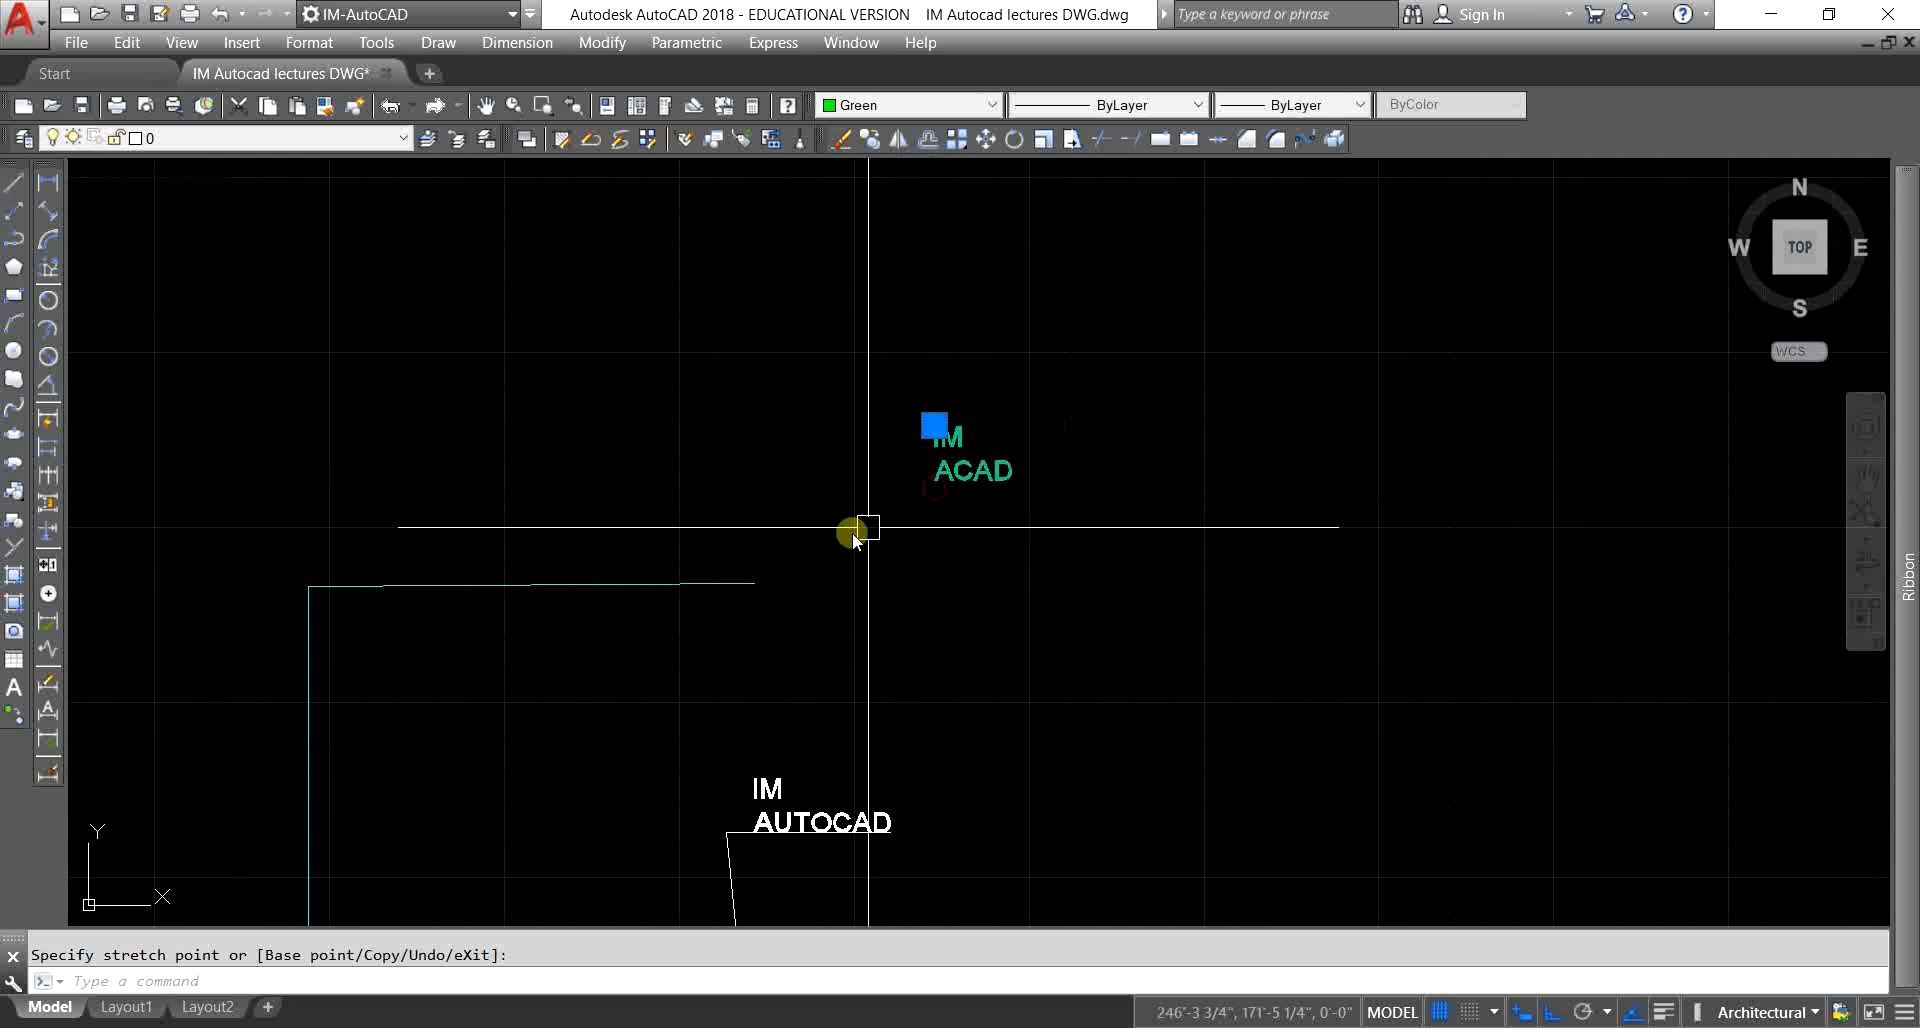 IM-AutoCAD
Autodesk AutoCAD 2018 - EDUCATIONAL VERSION IM Autocad lectures DWG.dwg
Type a keyword or phrase
Sign In
File Edit View Insert Format Tools Draw Dimension Modify Parametric Express Window Help
Start
IM Autocad lectures DWG*
Green
ByLayer
ByLayer
ByColor
0
N
W TOP E
S
WCS
IM
ACAD
Ribbon
IM
AUTOCAD
Y
X
Specify stretch point or [Base point/Copy/Undo/eXit]:
Type a command
Model Layout1 Layout2 +
246'-3 3/4", 171'-5 1/4", 0'-0" MODEL Architectural